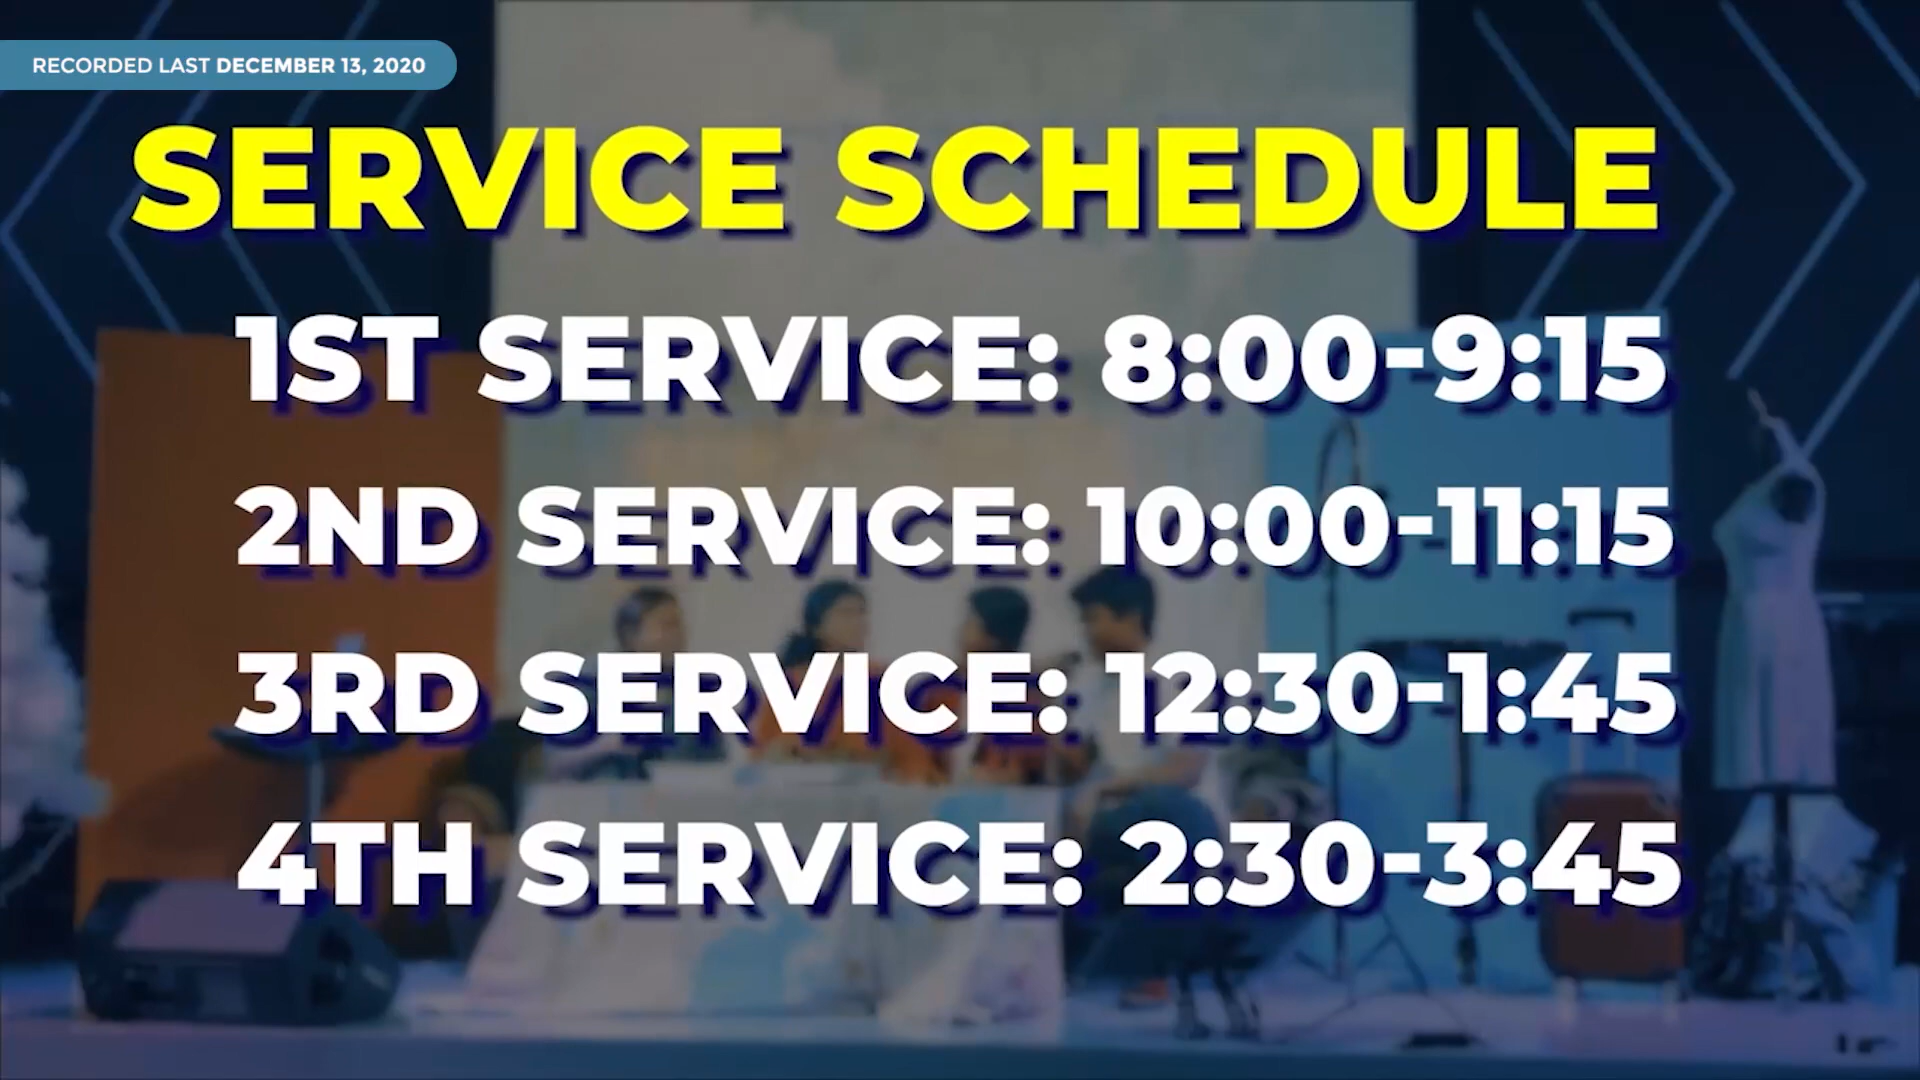 RECORDED LAST DECEMBER 13, 2020
SERVICE SCHEDULE
1ST SERVICE: 8:00-9:15
2ND SERVICE: 10:00-11:15
3RD SERVICE: 12:30-1:45
4TH SERVICE: 2:30-3:45